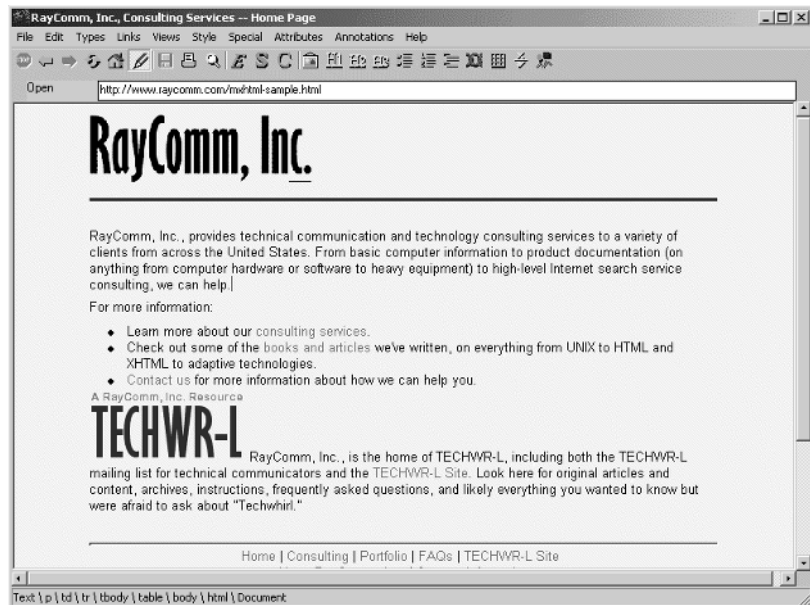 RayComm, Inc., Consulting Services -- Home Page
File Edit Types Links Views Style Special Attributes Annotations Help
H1 H2 H3
Open http://www.raycomm.com/mxhtml-sample.html
RayComm, Inc.
RayComm, Inc., provides technical communication and technology consulting services to a variety of
clients from across the United States. From basic computer information to product documentation (on
anything from computer hardware or software to heavy equipment) to high-level Internet search service
consulting, we can help.
For more information:
Learn more about our consulting services.
Check out some of the books and articles we've written, on everything from UNIX to HTML and
XHTML to adaptive technologies.
Contact us for more information about how we can help you.
A RayComm, Inc. Resource
TECHWR-L RayComm, Inc., is the home of TECHWR-L, including both the TECHWR-L
mailing list for technical communicators and the TECHWR-L Site. Look here for original articles and
content, archives, instructions, frequently asked questions, and likely everything you wanted to know but
were afraid to ask about "Techwhirl."
Home | Consulting | Portfolio | FAQs | TECHWR-L Site
Text \ p \ td \ tr \ tbody \ table \ body \ html \ Document